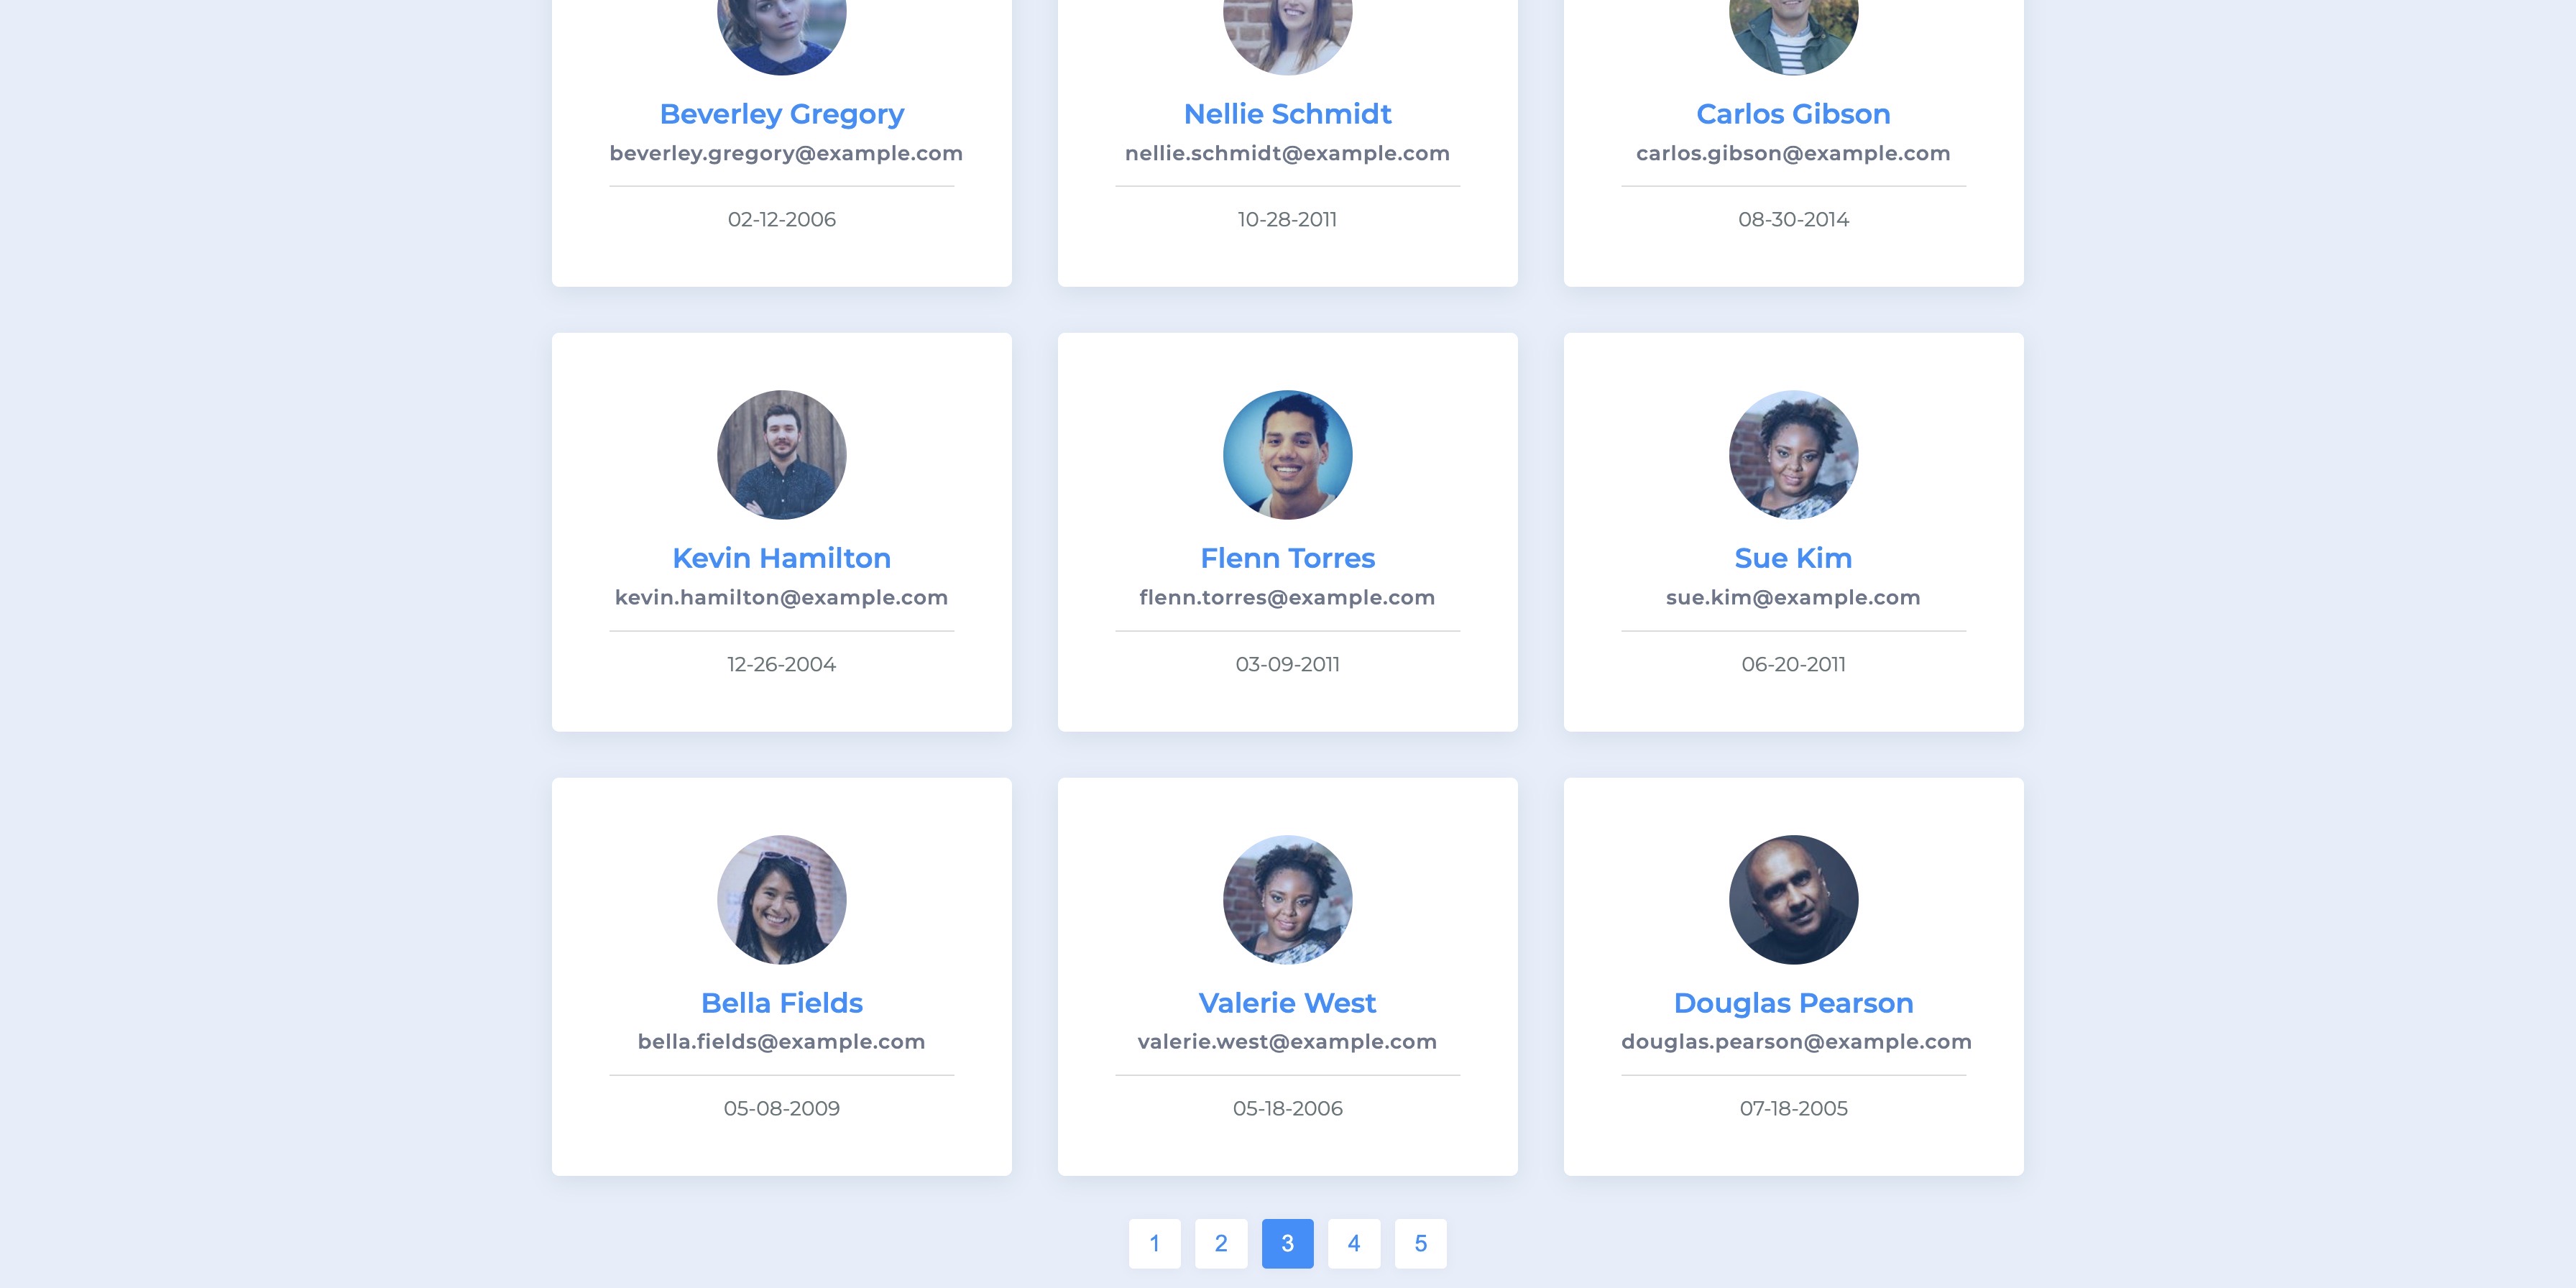 Beverley Gregory
beverley.gregory@example.com
02-12-2006
Nellie Schmidt
nellie.schmidt@example.com
10-28-2011
Carlos Gibson
carlos.gibson@example.com
08-30-2014
Kevin Hamilton
kevin.hamilton@example.com
12-26-2004
Flenn Torres
flenn.torres@example.com
03-09-2011
Sue Kim
sue.kim@example.com
06-20-2011
Bella Fields
bella.fields@example.com
05-08-2009
Valerie West
valerie.west@example.com
05-18-2006
Douglas Pearson
douglas.pearson@example.com
07-18-2005
1 2 3 4 5